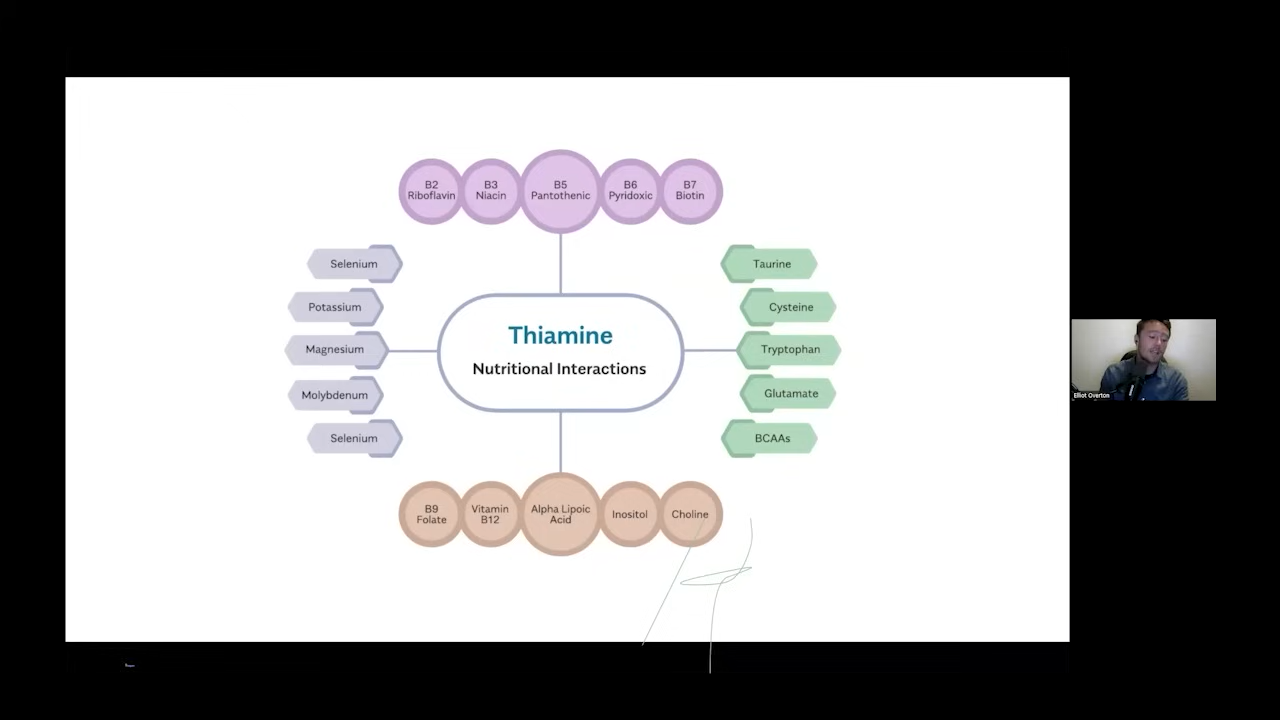 B2
Riboflavin
B3
Niacin
B5
Pantothenic
B6
Pyridoxic
B7
Biotin
Selenium
Potassium
Magnesium
Molybdenum
Selenium
Thiamine
Nutritional Interactions
Taurine
Cysteine
Tryptophan
Glutamate
BCAAs
B9
Folate
Vitamin
B12
Alpha Lipoic
Acid
Inositol
Choline
Elliot Overton